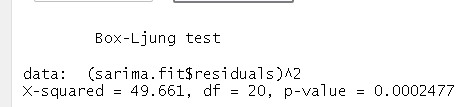 Box-Ljung test
data:  (sarima.fit$residuals)^2
X-squared = 49.661, df = 20, p-value = 0.0002477